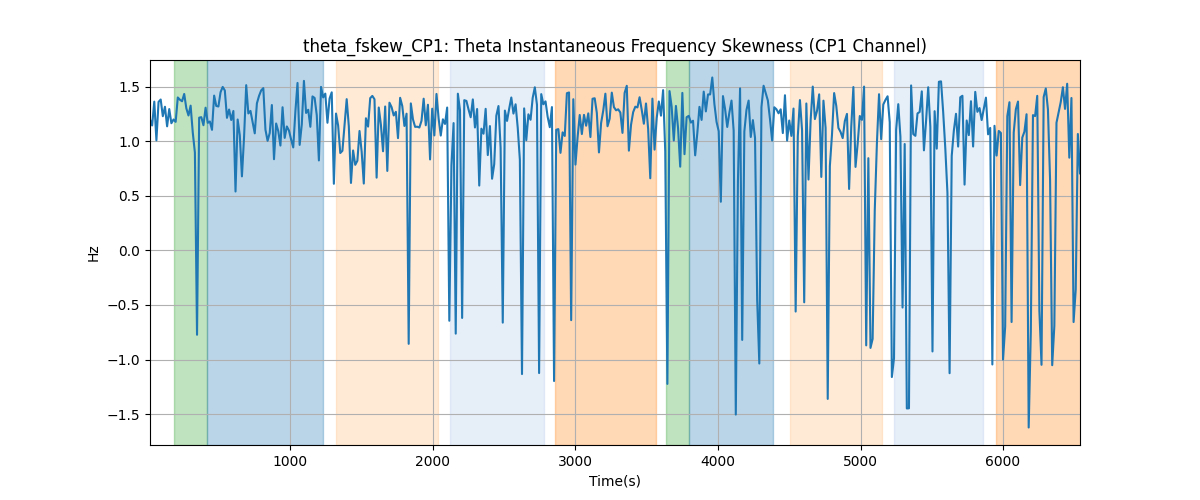 theta_fskew_CP1: Theta Instantaneous Frequency Skewness (CP1 Channel)
1.5
1.0
0.5
0.0
−0.5
−1.0
−1.5
Hz
1000 2000 3000 4000 5000 6000
Time(s)